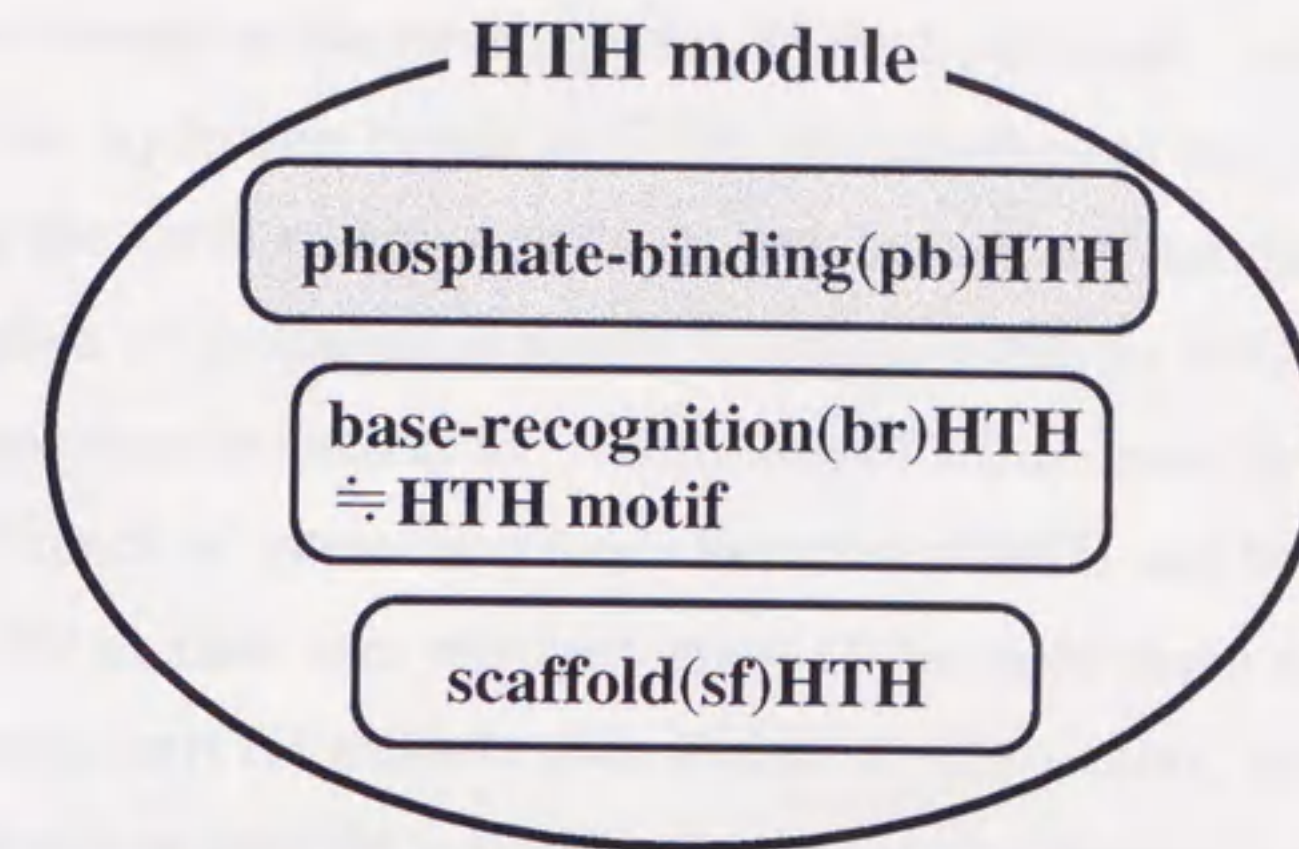 HTH module
phosphate-binding(pb)HTH
base-recognition(br)HTH
≒HTH motif
scaffold(sf)HTH